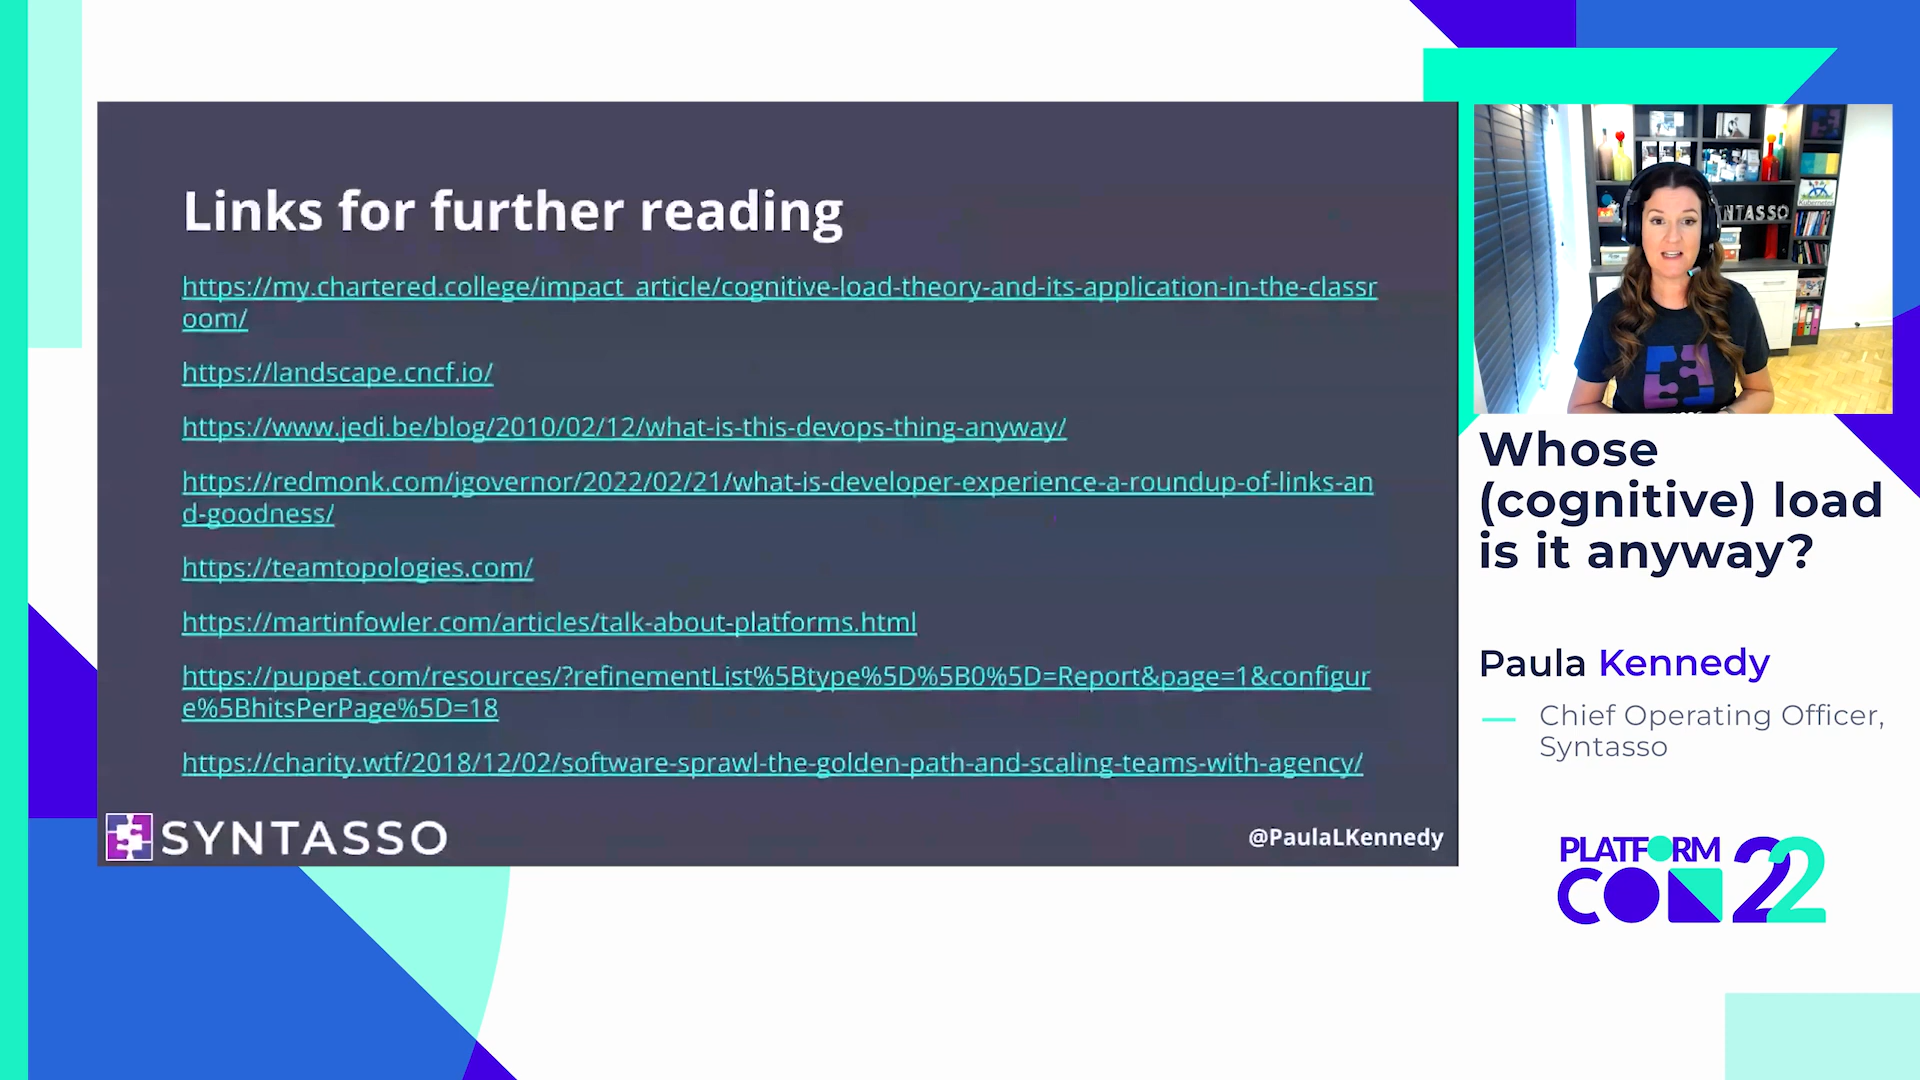 Links for further reading
https://my.chartered.college/impact_article/cognitive-load-theory-and-its-application-in-the-classr
oom/
https://landscape.cncf.io/
https://www.jedi.be/blog/2010/02/12/what-is-this-devops-thing-anyway/
https://redmonk.com/jgovernor/2022/02/21/what-is-developer-experience-a-roundup-of-links-an
d-goodness/
https://teamtopologies.com/
https://martinfowler.com/articles/talk-about-platforms.html
https://puppet.com/resources/?refinementList%5Btype%5D%5B0%5D=Report&page=1&configur
e%5BhitsPerPage%5D=18
https://charity.wtf/2018/12/02/software-sprawl-the-golden-path-and-scaling-teams-with-agency/
SYNTASSO
@PaulaLKennedy
NTASSO
Whose
(cognitive) load
is it anyway?
Paula Kennedy
Chief Operating Officer,
Syntasso
PLATFORM
CON 22